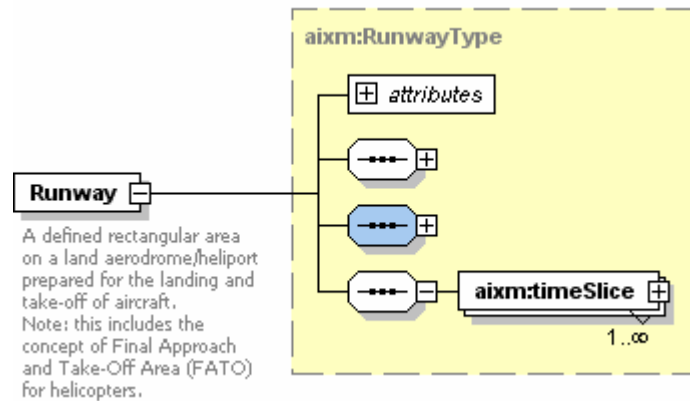 aixm:RunwayType
attributes
Runway
A defined rectangular area
on a land aerodrome/heliport
prepared for the landing and
take-off of aircraft.
Note: this includes the
concept of Final Approach
and Take-Off Area (FATO)
for helicopters.
aixm:timeSlice
1..∞